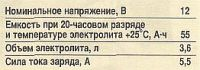 Номинальное напряжение, В 12
Емкость при 20-часовом разряде
и температуре электролита +25°С, А-ч 55
Объем электролита, л 3,6
Сила тока заряда, А 5,5